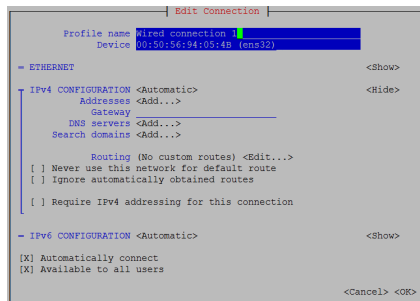 Edit Connection
Profile name Wired connection 1
Device 00:50:56:94:05:4B (ens32)
= ETHERNET <Show>
IPv4 CONFIGURATION <Automatic> <Hide>
Addresses <Add...>
Gateway
DNS servers <Add...>
Search domains <Add...>
Routing (No custom routes) <Edit...>
[ ] Never use this network for default route
[ ] Ignore automatically obtained routes
[ ] Require IPv4 addressing for this connection
= IPv6 CONFIGURATION <Automatic> <Show>
[X] Automatically connect
[X] Available to all users
<Cancel> <OK>